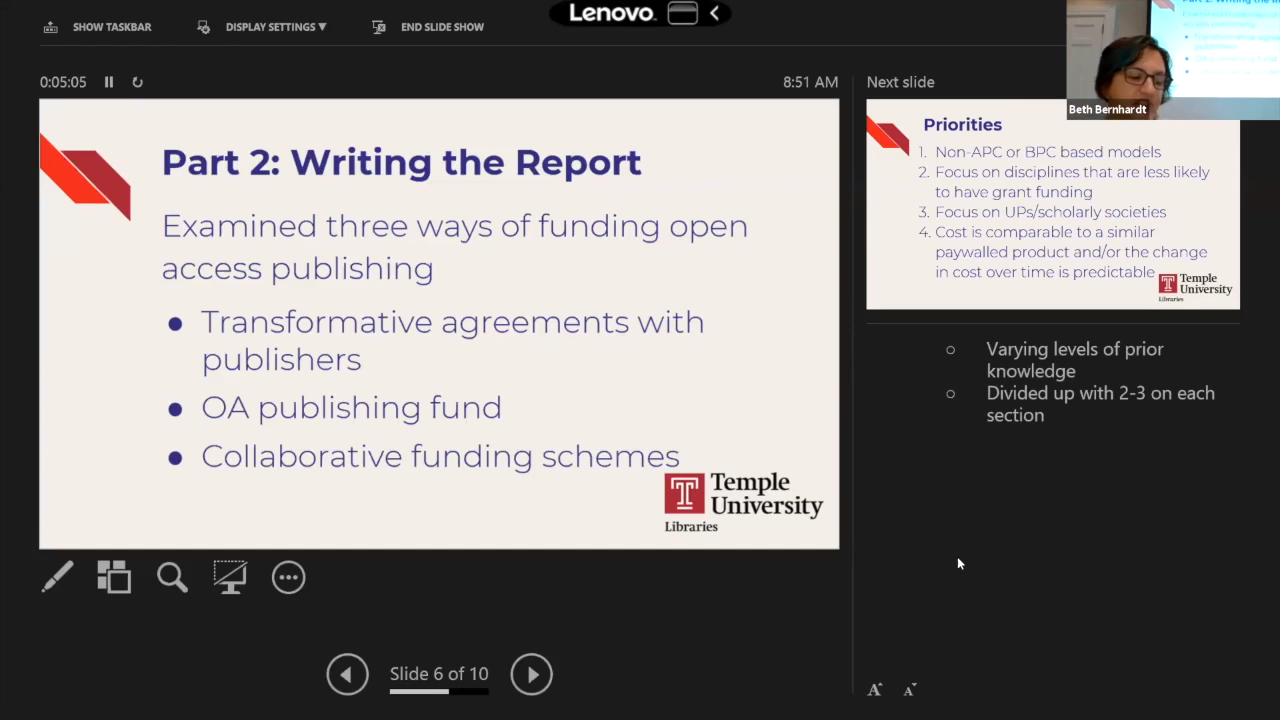 SHOW TASKBAR
DISPLAY SETTINGS ▼
END SLIDE SHOW
Lenovo
0:05:05
8:51 AM
Part 2: Writing the Report
Examined three ways of funding open
access publishing
● Transformative agreements with
publishers
● OA publishing fund
● Collaborative funding schemes
Temple
University
Libraries
Slide 6 of 10
Next slide
Beth Bernhardt
Priorities
1. Non-APC or BPC based models
2. Focus on disciplines that are less likely
to have grant funding
3. Focus on UPs/scholarly societies
4. Cost is comparable to a similar
paywalled product and/or the change
in cost over time is predictable
Temple
University
Libraries
○ Varying levels of prior
knowledge
○ Divided up with 2-3 on each
section
A A